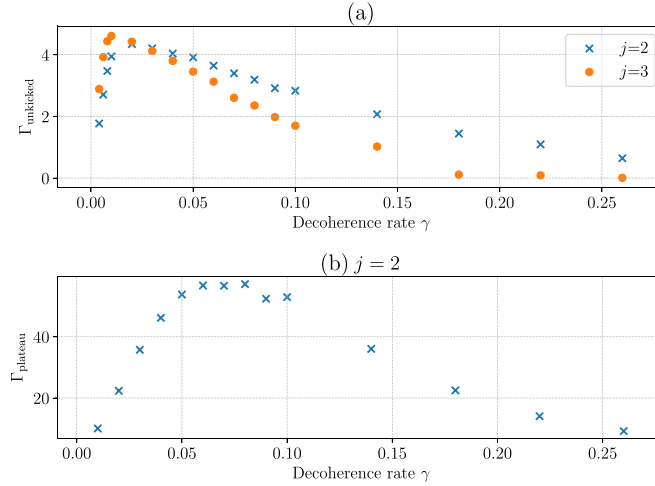 (a)
4
2
0
Γunkicked
j=2
j=3
0.00 0.05 0.10 0.15 0.20 0.25
Decoherence rate γ
(b) j = 2
40
20
Γplateau
0.00 0.05 0.10 0.15 0.20 0.25
Decoherence rate γ